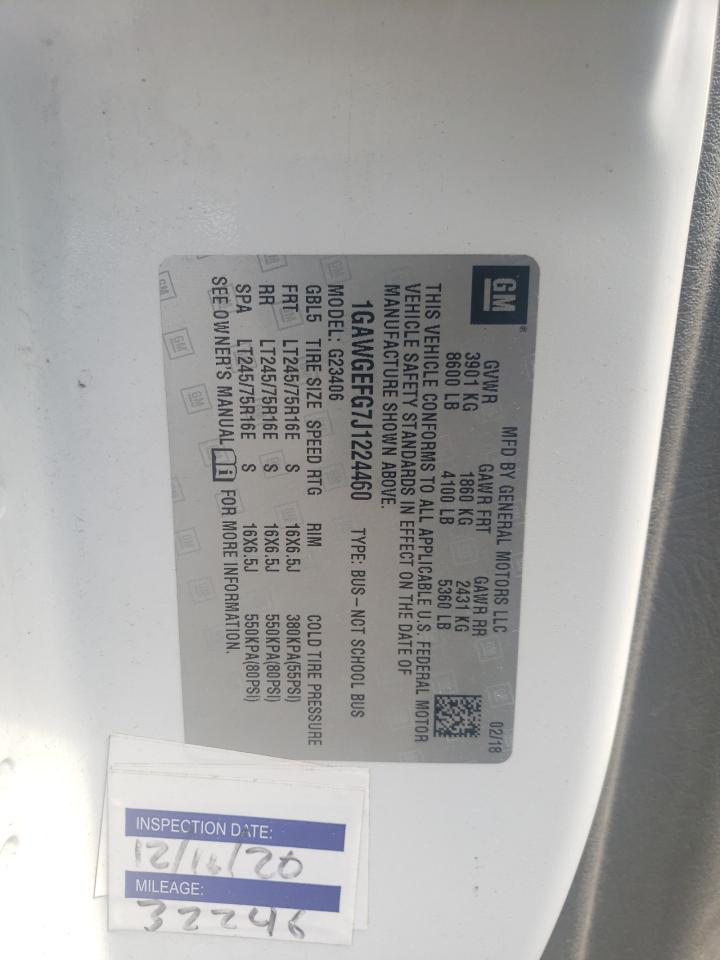 GM
MFD BY GENERAL MOTORS LLC
02/18
GVWR GAWR FRT GAWR RR
3901 KG 1860 KG 2431 KG
8600 LB 4100 LB 5360 LB
THIS VEHICLE CONFORMS TO ALL APPLICABLE U.S. FEDERAL MOTOR
VEHICLE SAFETY STANDARDS IN EFFECT ON THE DATE OF
MANUFACTURE SHOWN ABOVE.
1GAWGEFG7J1224460 TYPE: BUS–NCT SCHOOL BUS
MODEL: G23406
GBL5 TIRE SIZE SPEED RTG RIM COLD TIRE PRESSURE
FRT LT245/75R16E S 16X6.5J 380KPA(55PSI)
RR LT245/75R16E S 16X6.5J 550KPA(80PSI)
SPA LT245/75R16E S 16X6.5J 550KPA(80PSI)
SEE OWNER'S MANUAL FOR MORE INFORMATION.
INSPECTION DATE:
MILEAGE:
32246